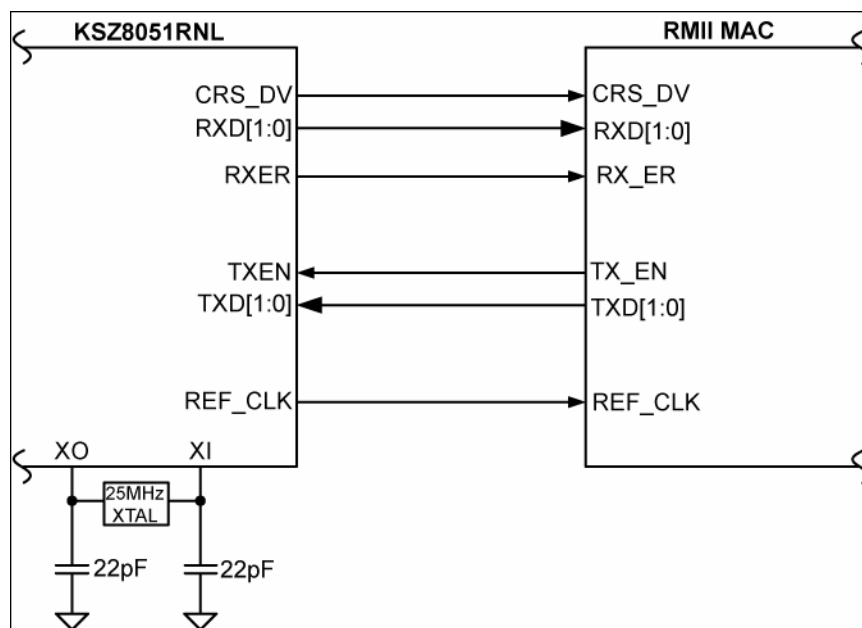 KSZ8051RNL RMII MAC
CRS_DV CRS_DV
RXD[1:0] RXD[1:0]
RXER RX_ER
TXEN TX_EN
TXD[1:0] TXD[1:0]
REF_CLK REF_CLK
XO XI
25MHz
XTAL
22pF 22pF